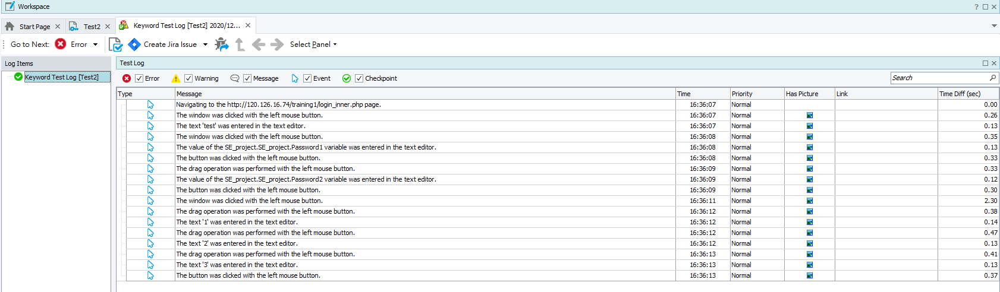 Workspace
Start Page Test2 Keyword Test Log [Test2] 2020/12...
Go to Next: Error Create Jira Issue Select Panel
Log Items Test Log
Keyword Test Log [Test2] Error Warning Message Event Checkpoint Search
Type Message Time Priority Has Picture Link Time Diff (sec)
Navigating to the http://120.126.16.74/training1/login_inner.php page. 16:36:07 Normal 0.00
The window was clicked with the left mouse button. 16:36:07 Normal 0.26
The text 'test' was entered in the text editor. 16:36:07 Normal 0.13
The window was clicked with the left mouse button. 16:36:08 Normal 0.35
The value of the SE_project.SE_project.Password1 variable was entered in the text editor. 16:36:08 Normal 0.13
The button was clicked with the left mouse button. 16:36:08 Normal 0.33
The drag operation was performed with the left mouse button. 16:36:09 Normal 0.33
The value of the SE_project.SE_project.Password2 variable was entered in the text editor. 16:36:09 Normal 0.12
The button was clicked with the left mouse button. 16:36:09 Normal 0.30
The window was clicked with the left mouse button. 16:36:11 Normal 2.30
The drag operation was performed with the left mouse button. 16:36:12 Normal 0.38
The text '1' was entered in the text editor. 16:36:12 Normal 0.14
The drag operation was performed with the left mouse button. 16:36:12 Normal 0.47
The text '2' was entered in the text editor. 16:36:12 Normal 0.13
The drag operation was performed with the left mouse button. 16:36:13 Normal 0.41
The text '3' was entered in the text editor. 16:36:13 Normal 0.13
The button was clicked with the left mouse button. 16:36:13 Normal 0.37